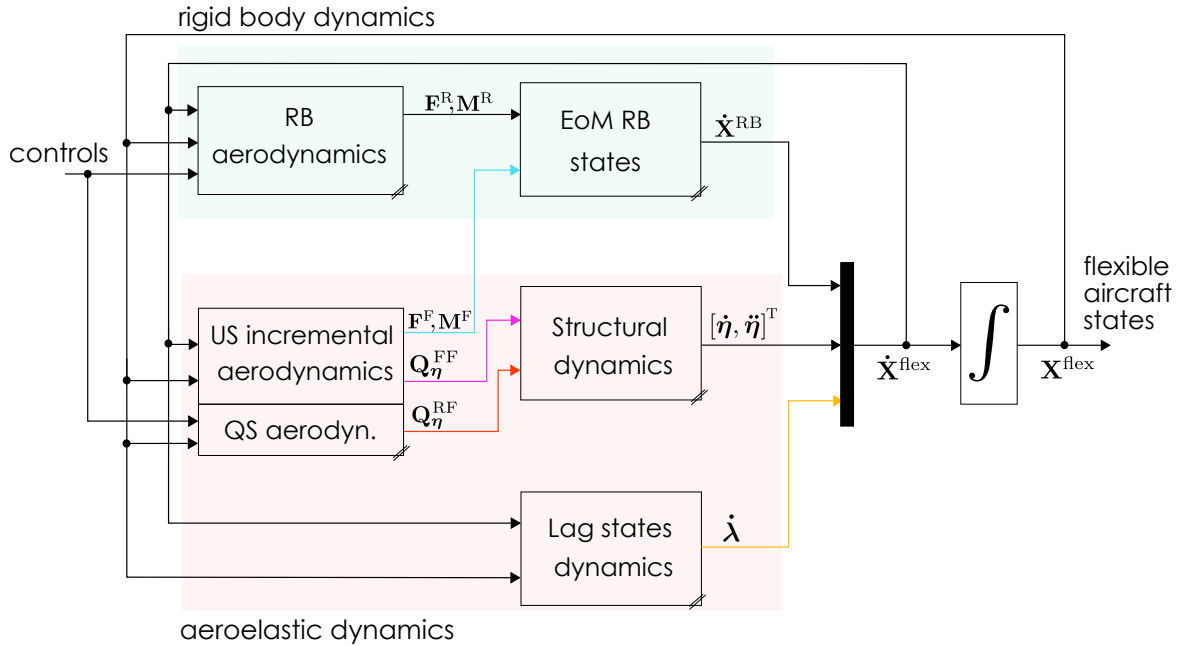 rigid body dynamics
RB
aerodynamics
F^R, M^R
EoM RB
states
Ẋ^RB
controls
flexible
aircraft
states
US incremental
aerodynamics
F^F, M^F
Q_η^FF
Structural
dynamics
[η̇, η̈]^T
∫
Ẋ^flex
X^flex
QS aerodyn.
Q_η^RF
Lag states
dynamics
λ̇
aeroelastic dynamics